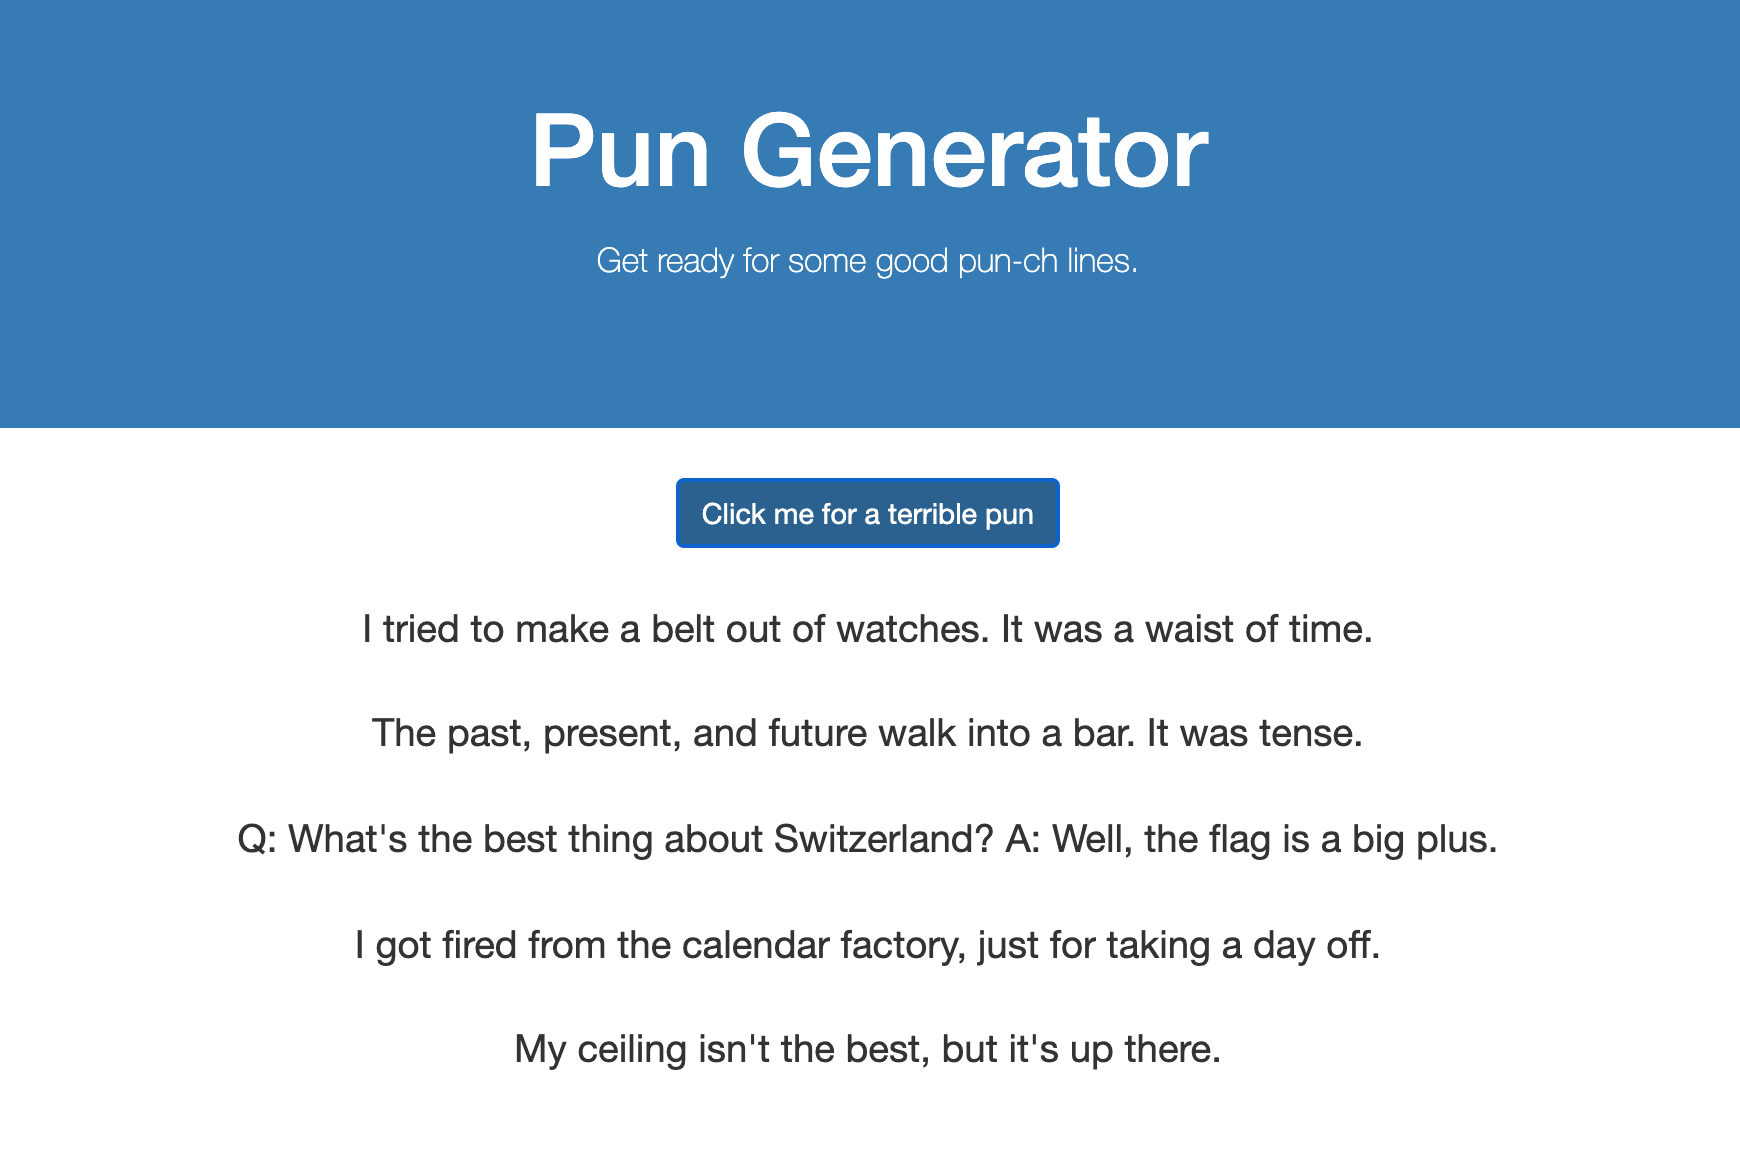 Pun Generator
Get ready for some good pun-ch lines.
Click me for a terrible pun
I tried to make a belt out of watches. It was a waist of time.
The past, present, and future walk into a bar. It was tense.
Q: What's the best thing about Switzerland? A: Well, the flag is a big plus.
I got fired from the calendar factory, just for taking a day off.
My ceiling isn't the best, but it's up there.